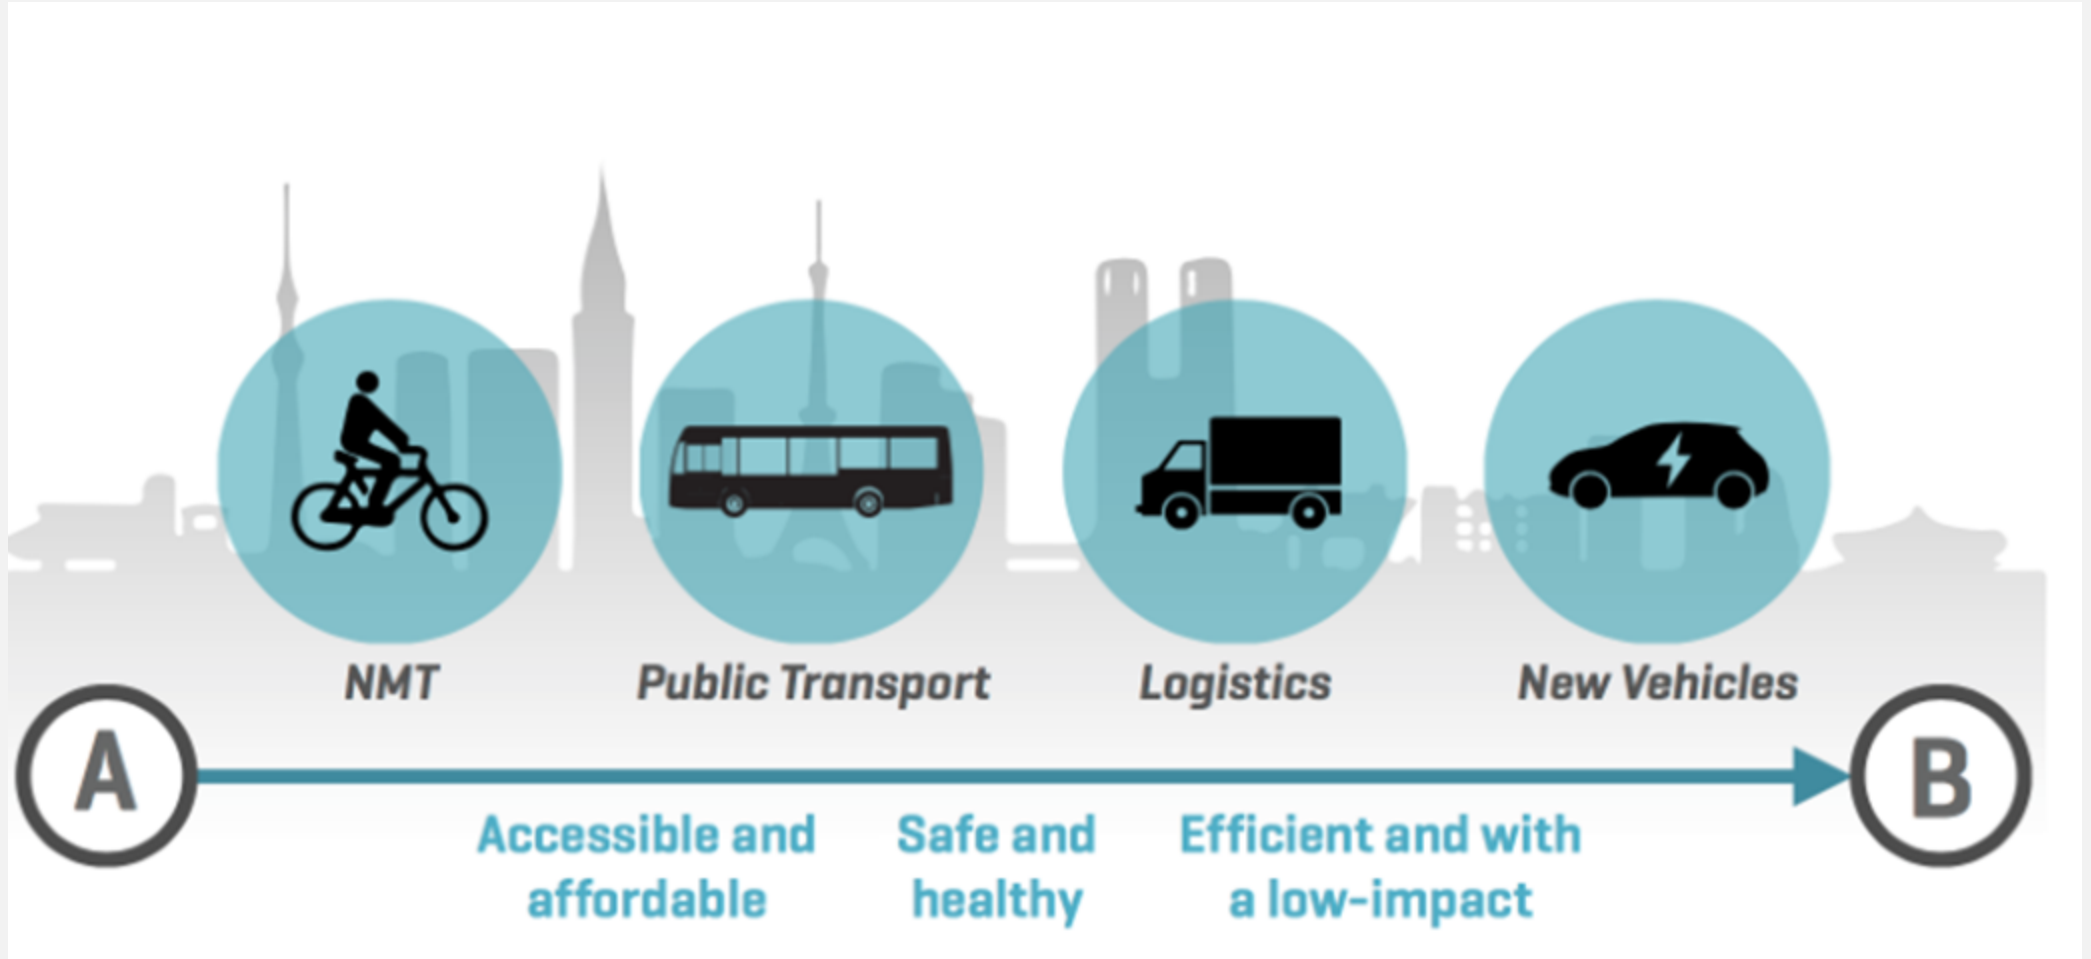 NMT
Public Transport
Logistics
New Vehicles
A
B
Accessible and
affordable
Safe and
healthy
Efficient and with
a low-impact